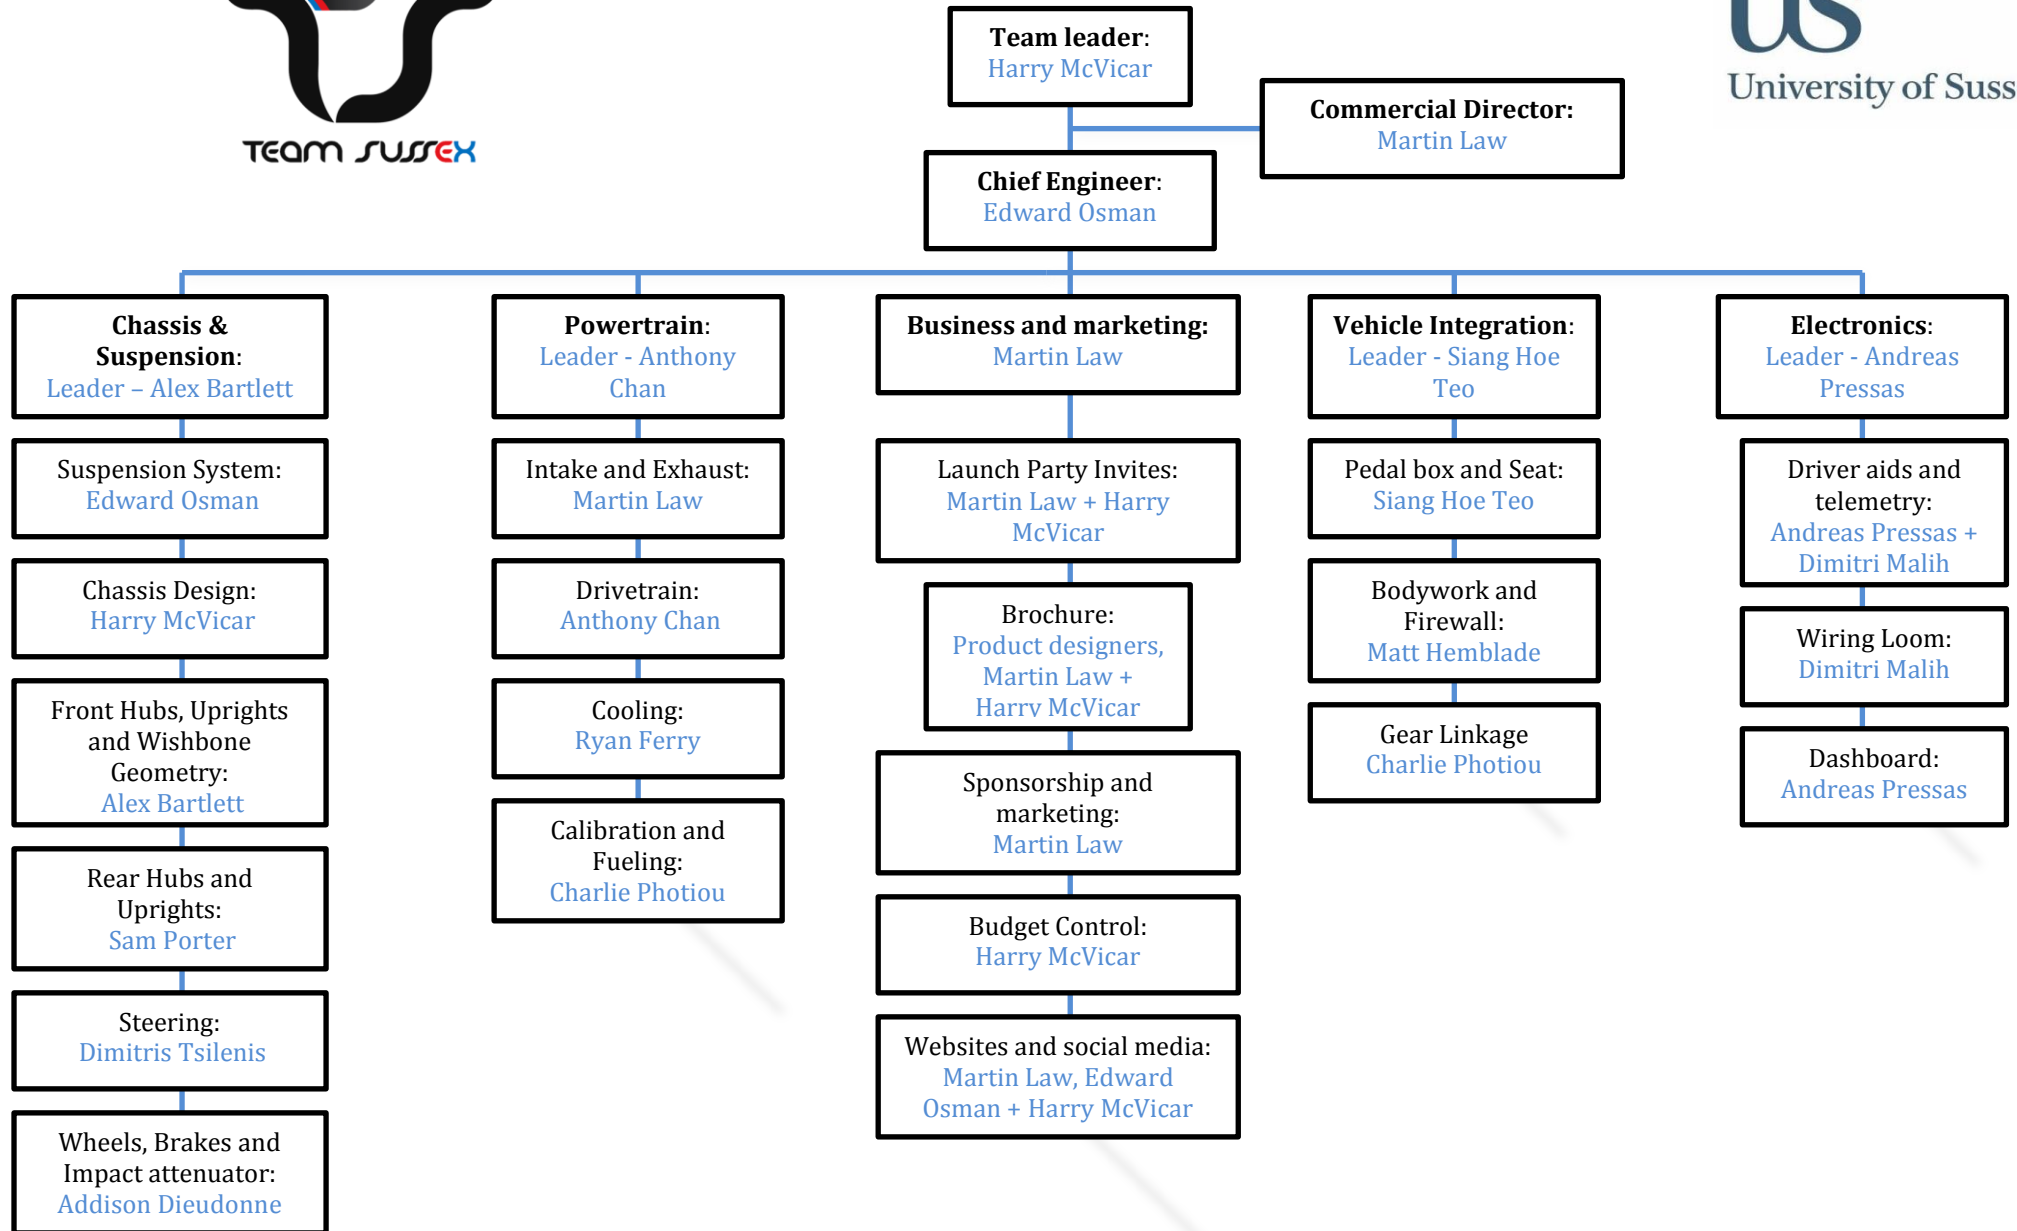 TEAM SUSSEX
US
University of Suss
Team leader:
Harry McVicar
Commercial Director:
Martin Law
Chief Engineer:
Edward Osman
Chassis &
Suspension:
Leader – Alex Bartlett
Suspension System:
Edward Osman
Chassis Design:
Harry McVicar
Front Hubs, Uprights
and Wishbone
Geometry:
Alex Bartlett
Rear Hubs and
Uprights:
Sam Porter
Steering:
Dimitris Tsilenis
Wheels, Brakes and
Impact attenuator:
Addison Dieudonne
Powertrain:
Leader - Anthony
Chan
Intake and Exhaust:
Martin Law
Drivetrain:
Anthony Chan
Cooling:
Ryan Ferry
Calibration and
Fueling:
Charlie Photiou
Business and marketing:
Martin Law
Launch Party Invites:
Martin Law + Harry
McVicar
Brochure:
Product designers,
Martin Law +
Harry McVicar
Sponsorship and
marketing:
Martin Law
Budget Control:
Harry McVicar
Websites and social media:
Martin Law, Edward
Osman + Harry McVicar
Vehicle Integration:
Leader - Siang Hoe
Teo
Pedal box and Seat:
Siang Hoe Teo
Bodywork and
Firewall:
Matt Hemblade
Gear Linkage
Charlie Photiou
Electronics:
Leader - Andreas
Pressas
Driver aids and
telemetry:
Andreas Pressas +
Dimitri Malih
Wiring Loom:
Dimitri Malih
Dashboard:
Andreas Pressas